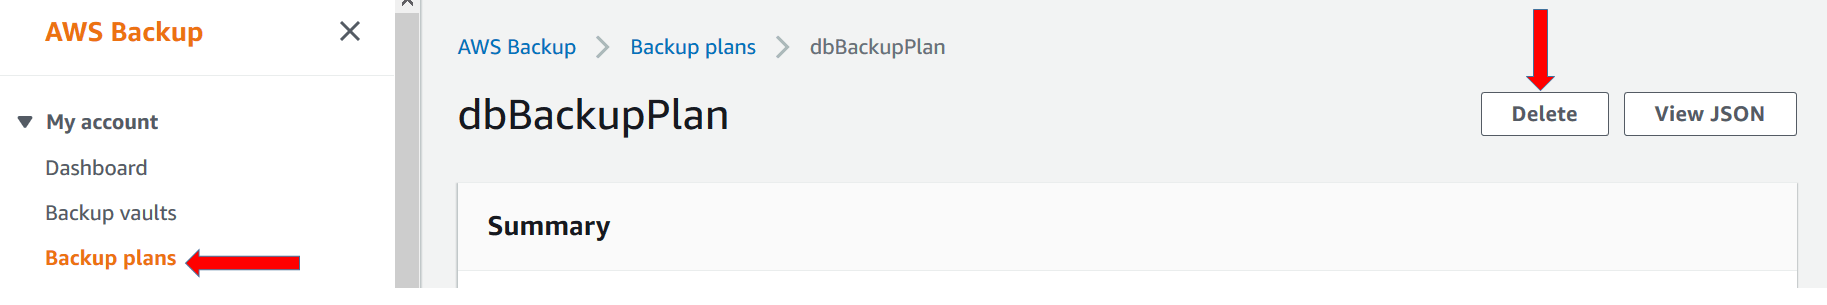 AWS Backup
My account
Dashboard
Backup vaults
Backup plans
AWS Backup > Backup plans > dbBackupPlan
dbBackupPlan
Delete
View JSON
Summary